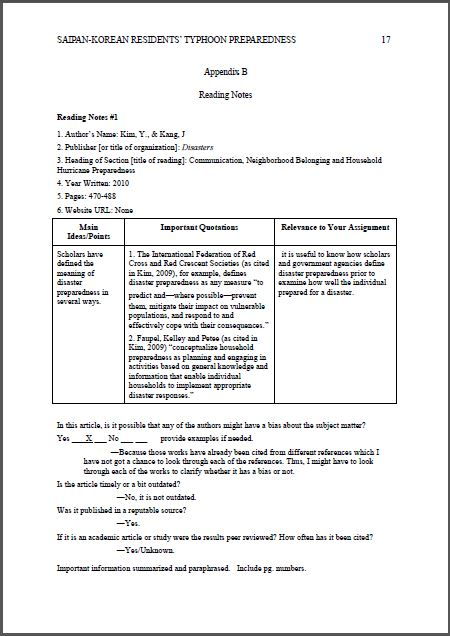 SAIPAN-KOREAN RESIDENTS' TYPHOON PREPAREDNESS 17
Appendix B
Reading Notes
Reading Notes #1
1. Author's Name: Kim, Y., & Kang, J
2. Publisher [or title of organization]: Disasters
3. Heading of Section [title of reading]: Communication, Neighborhood Belonging and Household
Hurricane Preparedness
4. Year Written: 2010
5. Pages: 470-488
6. Website URL: None
Main
Ideas/Points
Important Quotations
Relevance to Your Assignment
Scholars have
defined the
meaning of
disaster
preparedness in
several ways.
1. The International Federation of Red
Cross and Red Crescent Societies (as cited
in Kim, 2009), for example, defines
disaster preparedness as any measure "to
predict and—where possible—prevent
them, mitigate their impact on vulnerable
populations, and respond to and
effectively cope with their consequences."
2. Faupel, Kelley and Petee (as cited in
Kim, 2009) "conceptualize household
preparedness as planning and engaging in
activities based on general knowledge and
information that enable individual
households to implement appropriate
disaster responses."
it is useful to know how scholars
and government agencies define
disaster preparedness prior to
examine how well the individual
prepared for a disaster.
In this article, is it possible that any of the authors might have a bias about the subject matter?
Yes ___X___ No ___ ___ provide examples if needed.
—Because those works have already been cited from different references which I
have not got a chance to look through each of the references. Thus, I might have to look
through each of the works to clarify whether it has a bias or not.
Is the article timely or a bit outdated?
—No, it is not outdated.
Was it published in a reputable source?
—Yes.
If it is an academic article or study were the results peer reviewed? How often has it been cited?
—Yes/Unknown.
Important information summarized and paraphrased. Include pg. numbers.